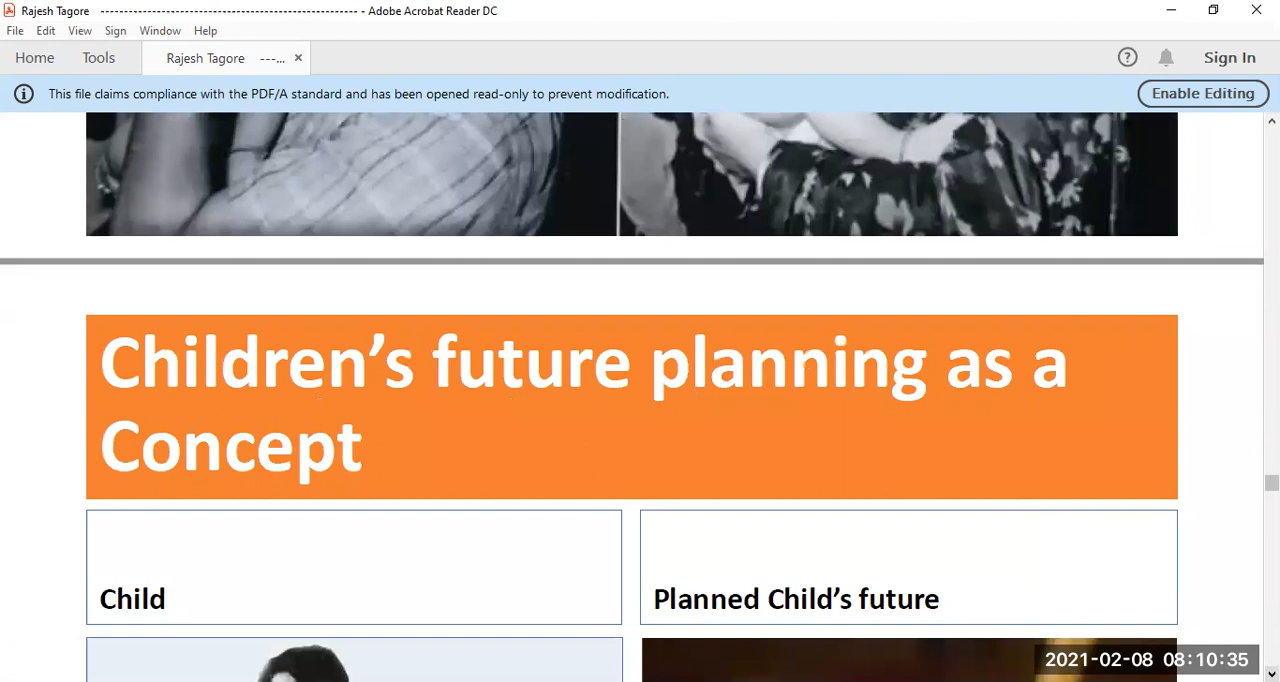 Rajesh Tagore -------------------------------------------------- - Adobe Acrobat Reader DC
File Edit View Sign Window Help
Home Tools Rajesh Tagore ---... × Sign In
This file claims compliance with the PDF/A standard and has been opened read-only to prevent modification. Enable Editing
Children’s future planning as a
Concept
Child Planned Child’s future
2021-02-08 08:10:35